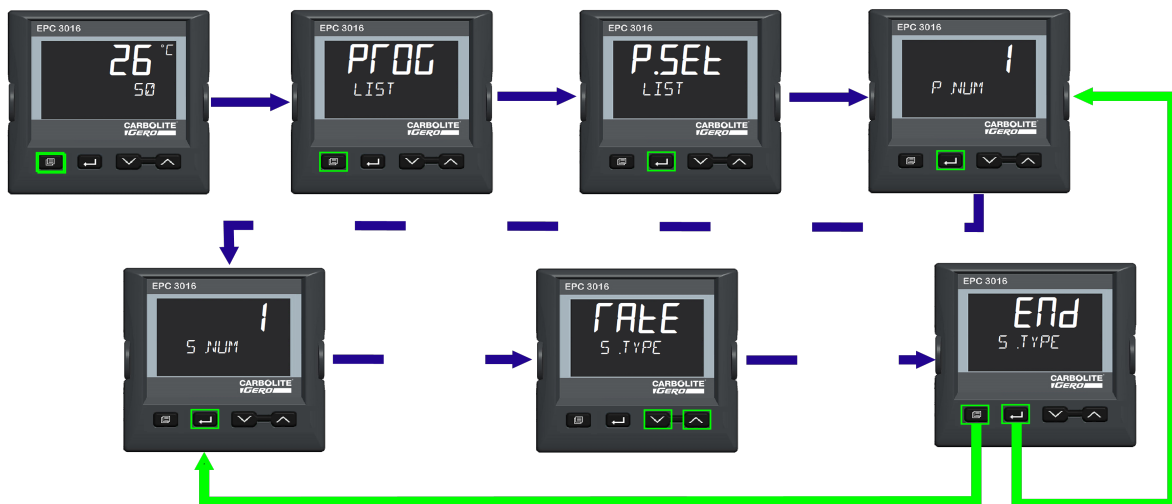 EPC 3016
26 °C
S0
CARBOLITE
GERO
EPC 3016
PROG
LIST
CARBOLITE
GERO
EPC 3016
P.SEt
LIST
CARBOLITE
GERO
EPC 3016
1
P.NUM
CARBOLITE
GERO
EPC 3016
1
S.NUM
CARBOLITE
GERO
EPC 3016
rAtE
S.TYPE
CARBOLITE
GERO
EPC 3016
End
S.TYPE
CARBOLITE
GERO